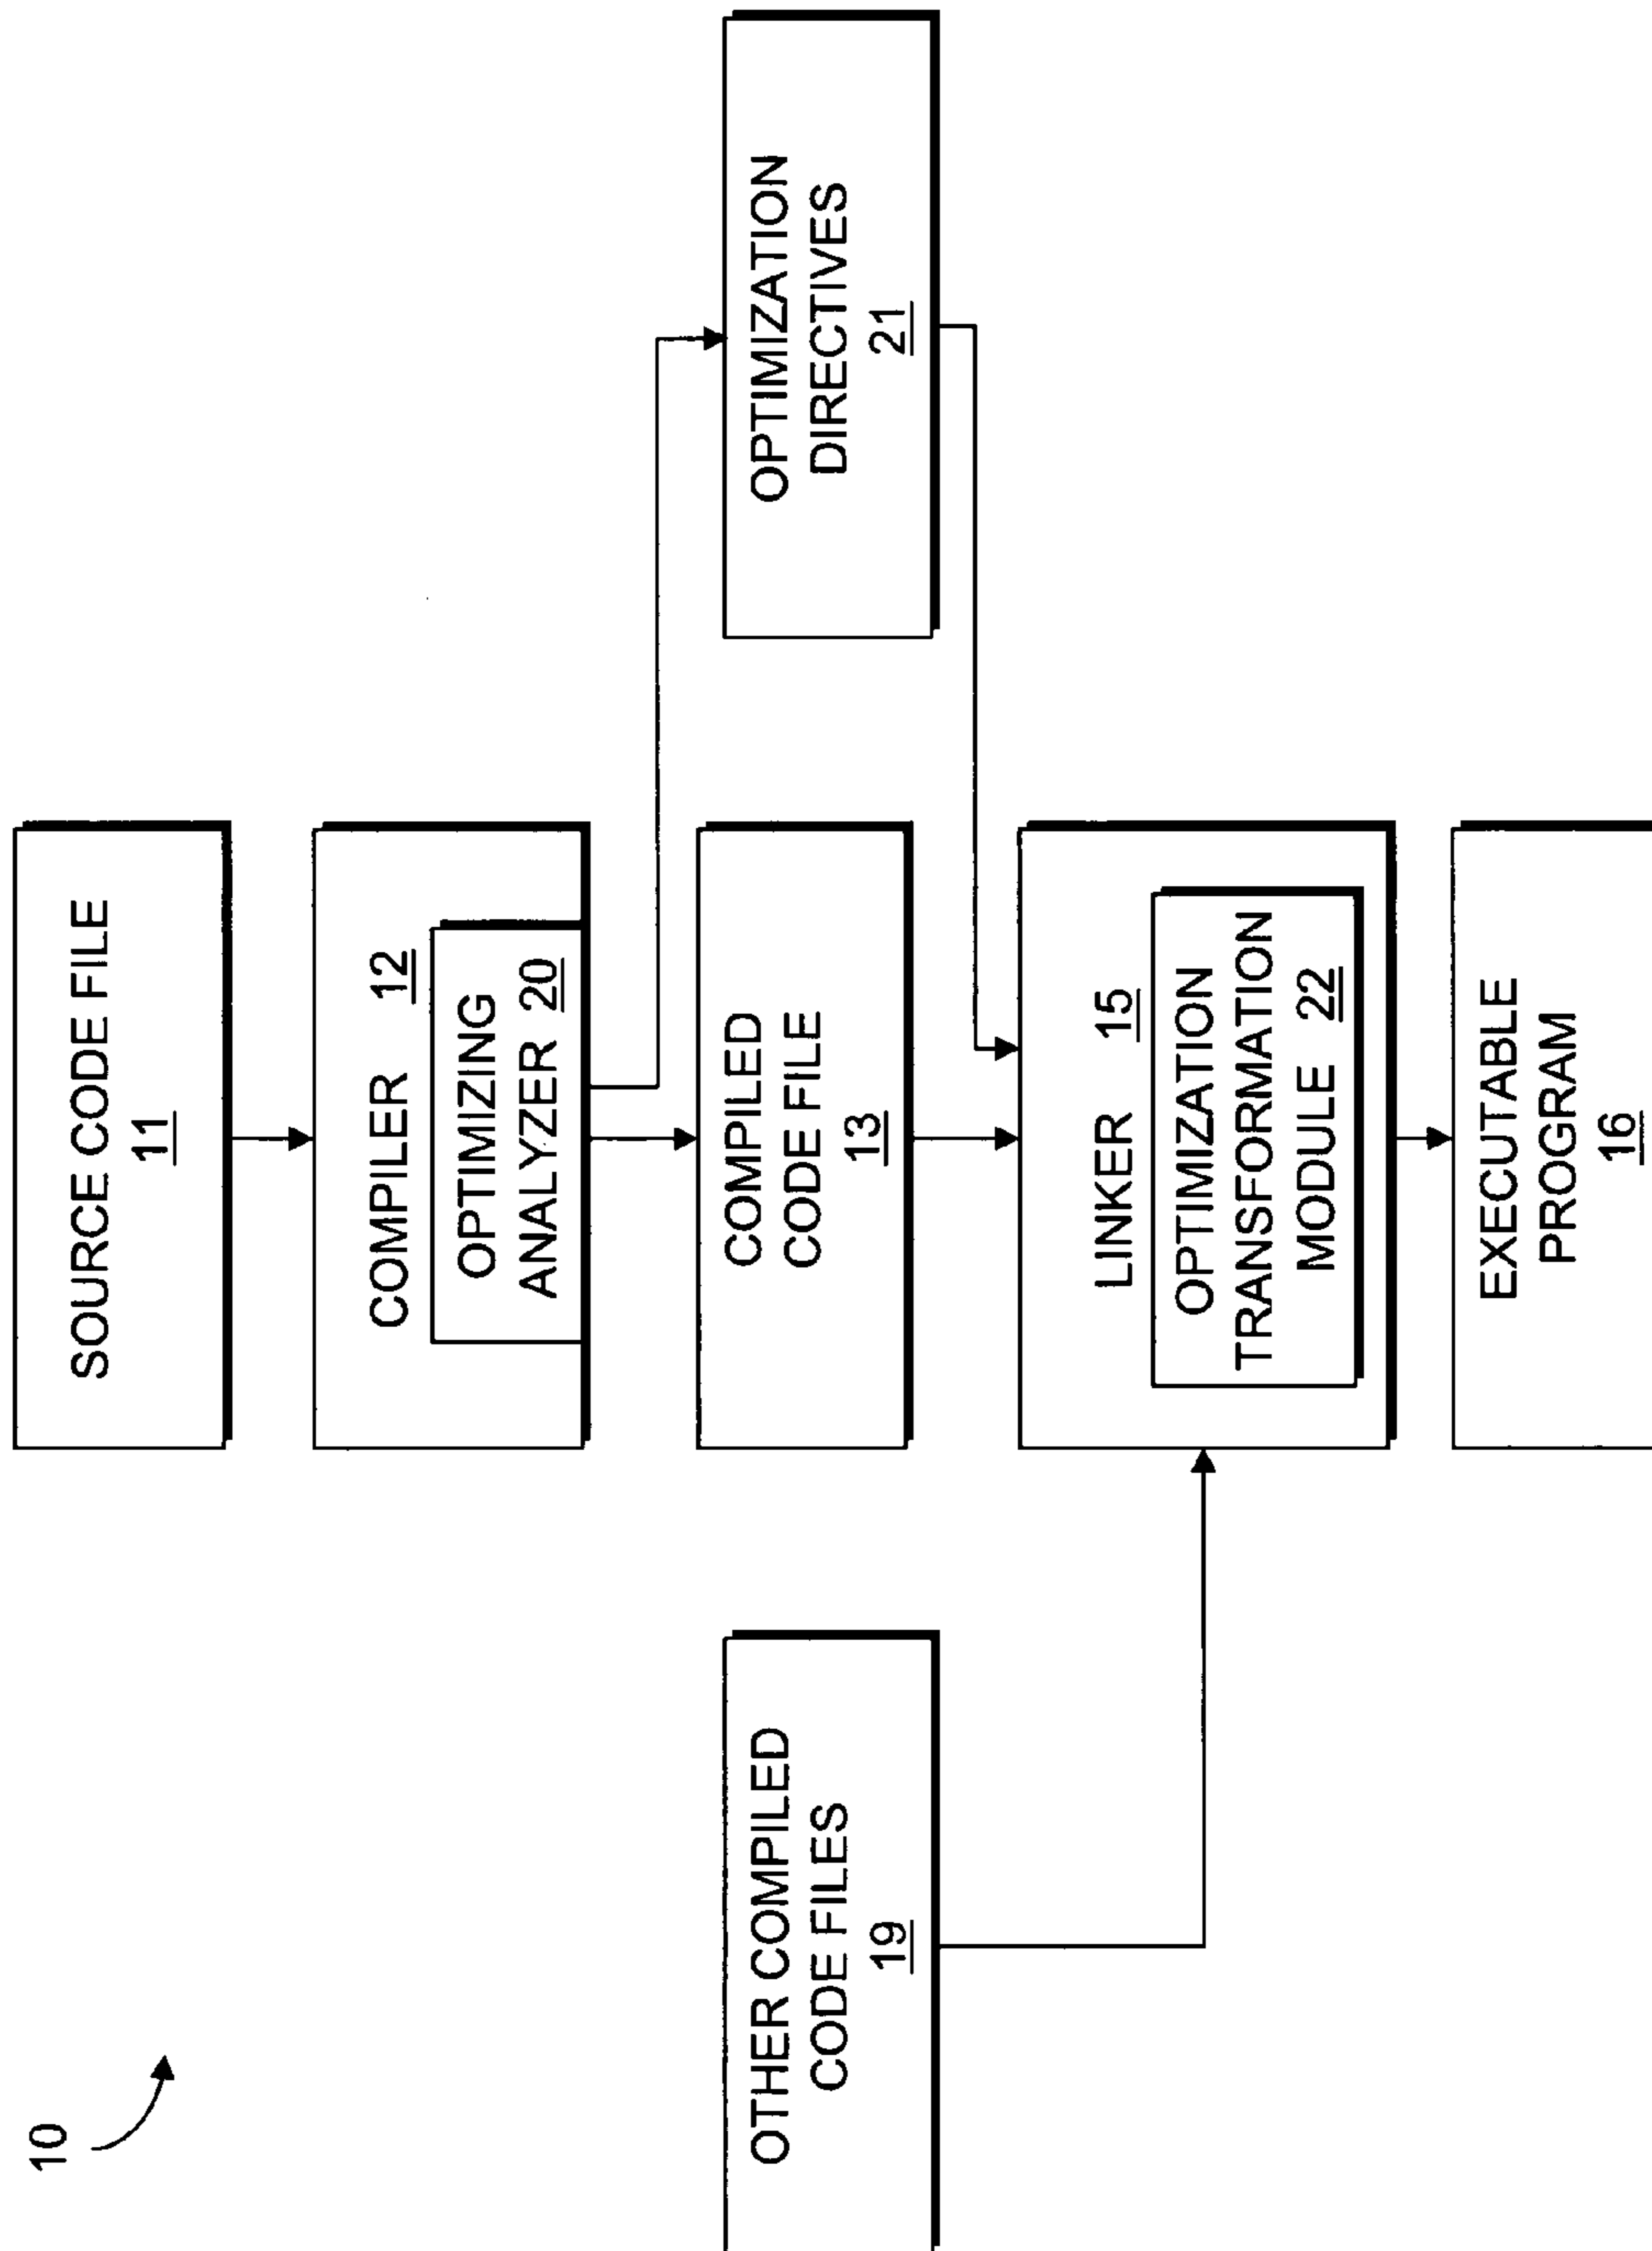 10
SOURCE CODE FILE
11
COMPILER 12
OPTIMIZING
ANALYZER 20
COMPILED
CODE FILE
13
OTHER COMPILED
CODE FILES
19
OPTIMIZATION
DIRECTIVES
21
LINKER 15
OPTIMIZATION
TRANSFORMATION
MODULE 22
EXECUTABLE
PROGRAM
16